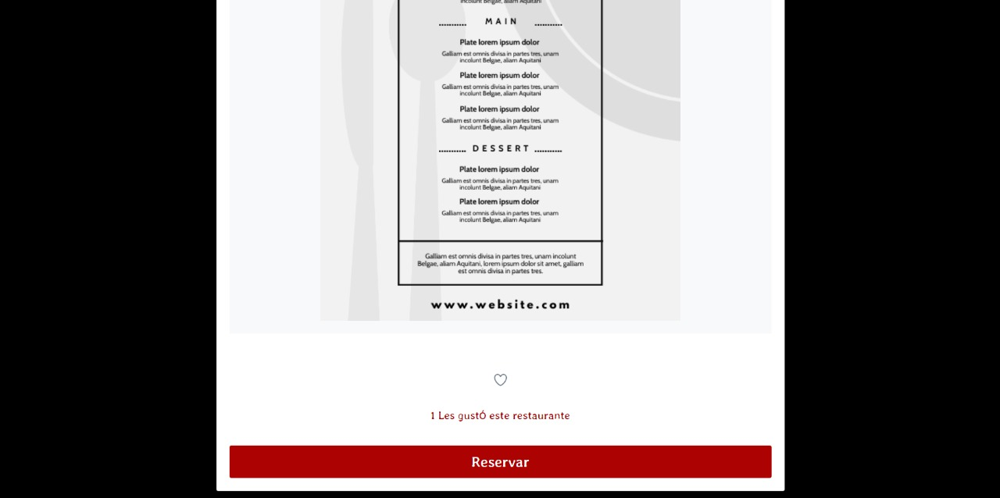 incolunt Belgae, aliam Aquitani
........... MAIN ...........
Plate lorem ipsum dolor
Galliam est omnis divisa in partes tres, unam
incolunt Belgae, aliam Aquitani
Plate lorem ipsum dolor
Galliam est omnis divisa in partes tres, unam
incolunt Belgae, aliam Aquitani
Plate lorem ipsum dolor
Galliam est omnis divisa in partes tres, unam
incolunt Belgae, aliam Aquitani
........... DESSERT ...........
Plate lorem ipsum dolor
Galliam est omnis divisa in partes tres, unam
incolunt Belgae, aliam Aquitani
Plate lorem ipsum dolor
Galliam est omnis divisa in partes tres, unam
incolunt Belgae, aliam Aquitani
Galliam est omnis divisa in partes tres, unam incolunt
Belgae, aliam Aquitani, lorem ipsum dolor sit amet, galliam
est omnis divisa in partes tres.
www.website.com
1 Les gustÓ este restaurante
Reservar